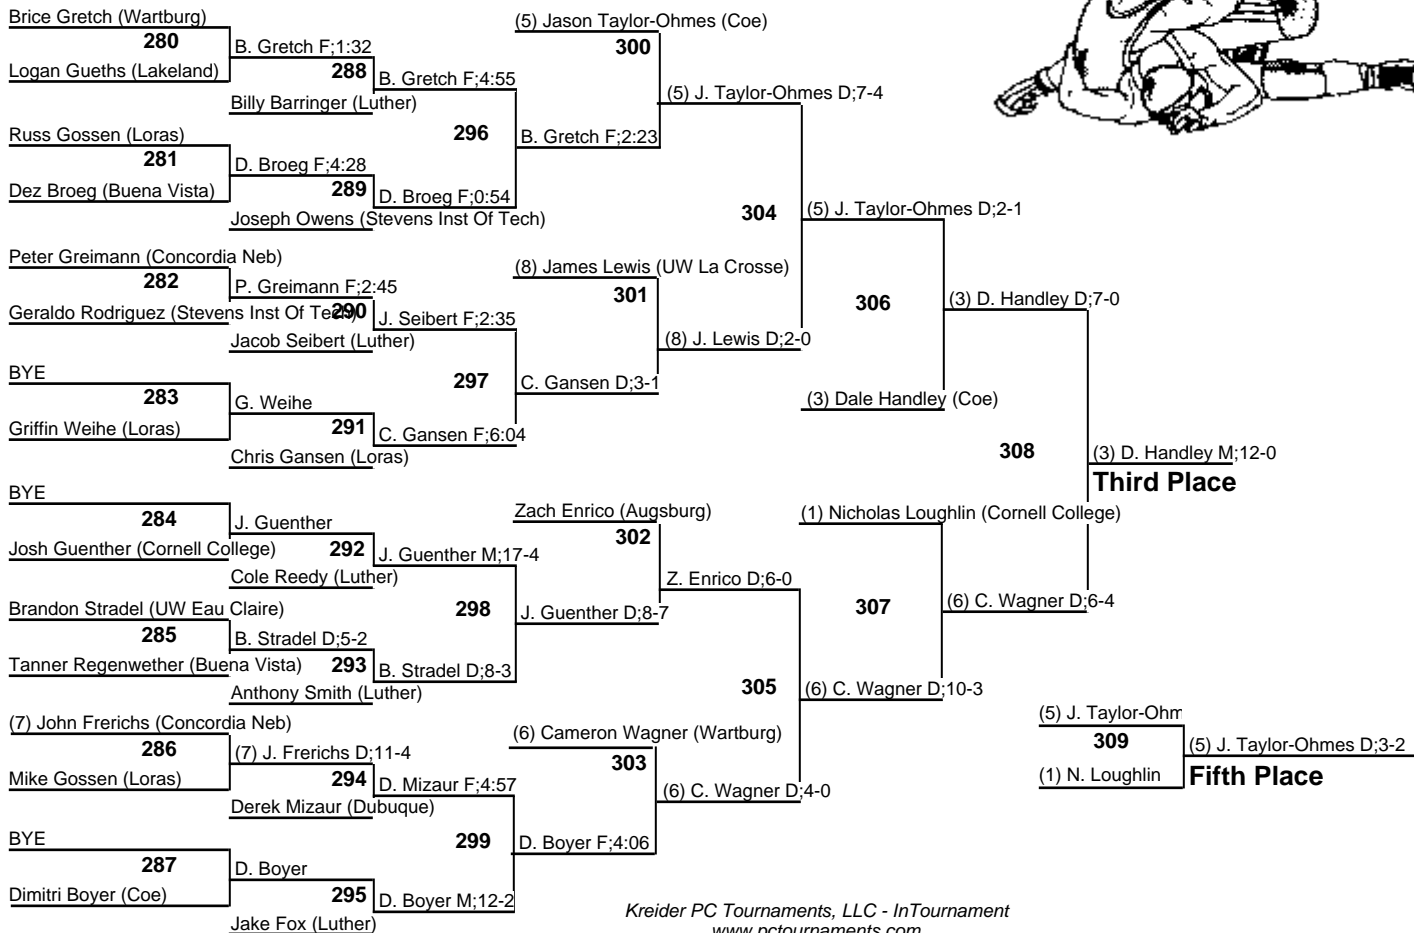 Brice Gretch (Wartburg)
280
Logan Gueths (Lakeland)
B. Gretch F;1:32
288
Billy Barringer (Luther)
B. Gretch F;4:55
Russ Gossen (Loras)
281
Dez Broeg (Buena Vista)
D. Broeg F;4:28
289
Joseph Owens (Stevens Inst Of Tech)
D. Broeg F;0:54
296
B. Gretch F;2:23
(5) Jason Taylor-Ohmes (Coe)
300
(5) J. Taylor-Ohmes D;7-4
Peter Greimann (Concordia Neb)
282
Geraldo Rodriguez (Stevens Inst Of Tech)
P. Greimann F;2:45
290
Jacob Seibert (Luther)
J. Seibert F;2:35
BYE
283
Griffin Weihe (Loras)
G. Weihe
291
Chris Gansen (Loras)
C. Gansen F;6:04
297
C. Gansen D;3-1
(8) James Lewis (UW La Crosse)
301
(8) J. Lewis D;2-0
304
(5) J. Taylor-Ohmes D;2-1
306
(3) Dale Handley (Coe)
(3) D. Handley D;7-0
BYE
284
Josh Guenther (Cornell College)
J. Guenther
292
Cole Reedy (Luther)
J. Guenther M;17-4
Brandon Stradel (UW Eau Claire)
285
Tanner Regenwether (Buena Vista)
B. Stradel D;5-2
293
Anthony Smith (Luther)
B. Stradel D;8-3
298
J. Guenther D;8-7
Zach Enrico (Augsburg)
302
Z. Enrico D;6-0
(7) John Frerichs (Concordia Neb)
286
Mike Gossen (Loras)
(7) J. Frerichs D;11-4
294
Derek Mizaur (Dubuque)
D. Mizaur F;4:57
BYE
287
Dimitri Boyer (Coe)
D. Boyer
295
Jake Fox (Luther)
D. Boyer M;12-2
299
D. Boyer F;4:06
(6) Cameron Wagner (Wartburg)
303
(6) C. Wagner D;4-0
305
(6) C. Wagner D;10-3
(1) Nicholas Loughlin (Cornell College)
307
(6) C. Wagner D;6-4
308
(3) D. Handley M;12-0
Third Place
(5) J. Taylor-Ohm
309
(1) N. Loughlin
(5) J. Taylor-Ohmes D;3-2
Fifth Place
Kreider PC Tournaments, LLC - InTournament
www.pctournaments.com